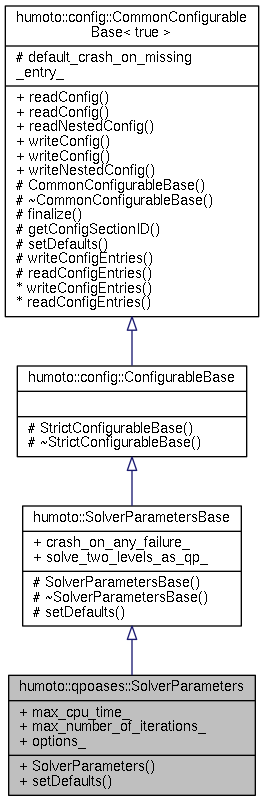 humoto::config::CommonConfigurable
Base< true >
# default_crash_on_missing
_entry_
+ readConfig()
+ readConfig()
+ readNestedConfig()
+ writeConfig()
+ writeConfig()
+ writeNestedConfig()
# CommonConfigurableBase()
# ~CommonConfigurableBase()
# finalize()
# getConfigSectionID()
# setDefaults()
# writeConfigEntries()
# readConfigEntries()
* writeConfigEntries()
* readConfigEntries()
humoto::config::ConfigurableBase
# StrictConfigurableBase()
# ~StrictConfigurableBase()
humoto::SolverParametersBase
+ crash_on_any_failure_
+ solve_two_levels_as_qp_
# SolverParametersBase()
# ~SolverParametersBase()
# setDefaults()
humoto::qpoases::SolverParameters
+ max_cpu_time_
+ max_number_of_iterations_
+ options_
+ SolverParameters()
+ setDefaults()